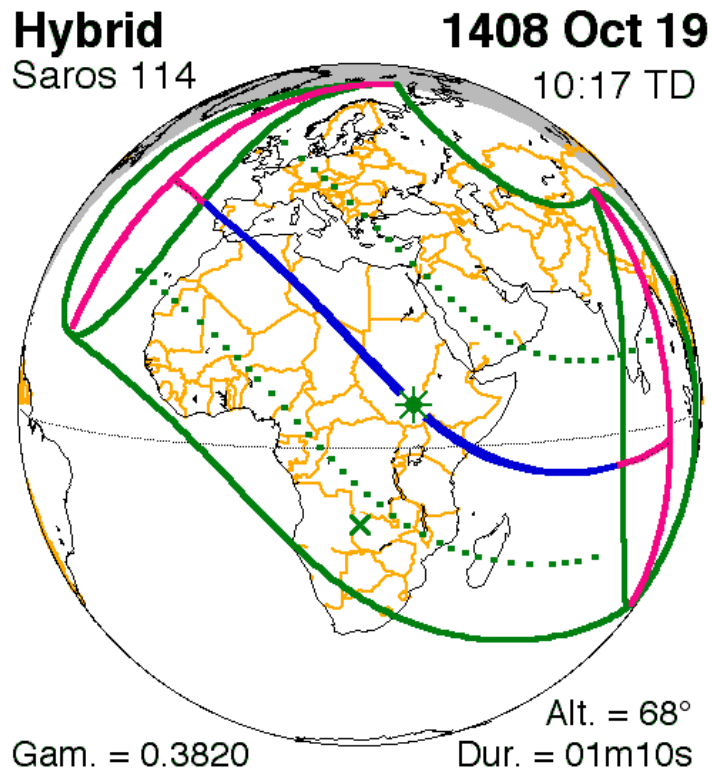 Hybrid
1408 Oct 19
Saros 114
10:17 TD
Alt. = 68°
Gam. = 0.3820
Dur. = 01m10s